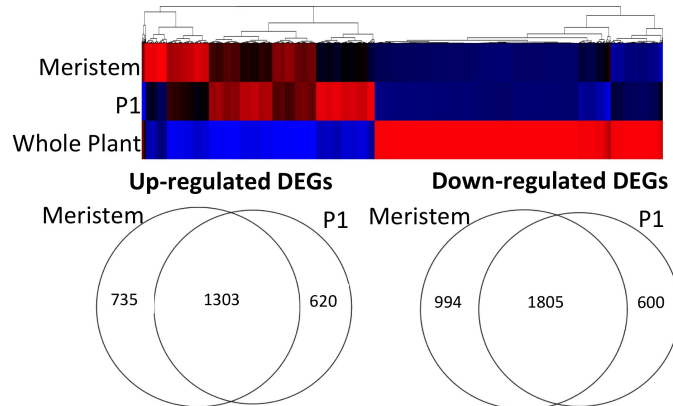 Meristem
P1
Whole Plant
Up-regulated DEGs
Down-regulated DEGs
Meristem
P1
Meristem
P1
735
1303
620
994
1805
600